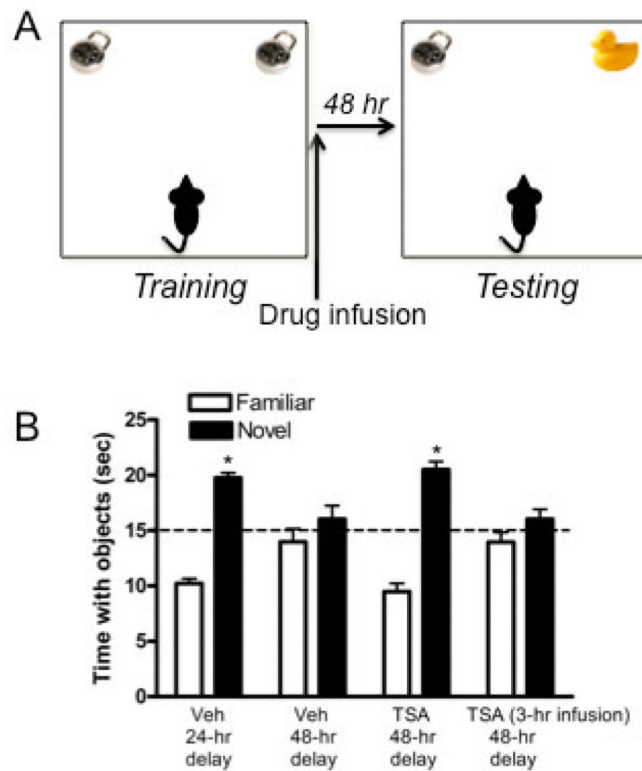 A
48 hr
Training
Testing
Drug infusion
B
Familiar
Novel
Time with objects (sec)
25
20
15
10
5
0
*
*
Veh
24-hr
delay
Veh
48-hr
delay
TSA
48-hr
delay
TSA (3-hr infusion)
48-hr
delay